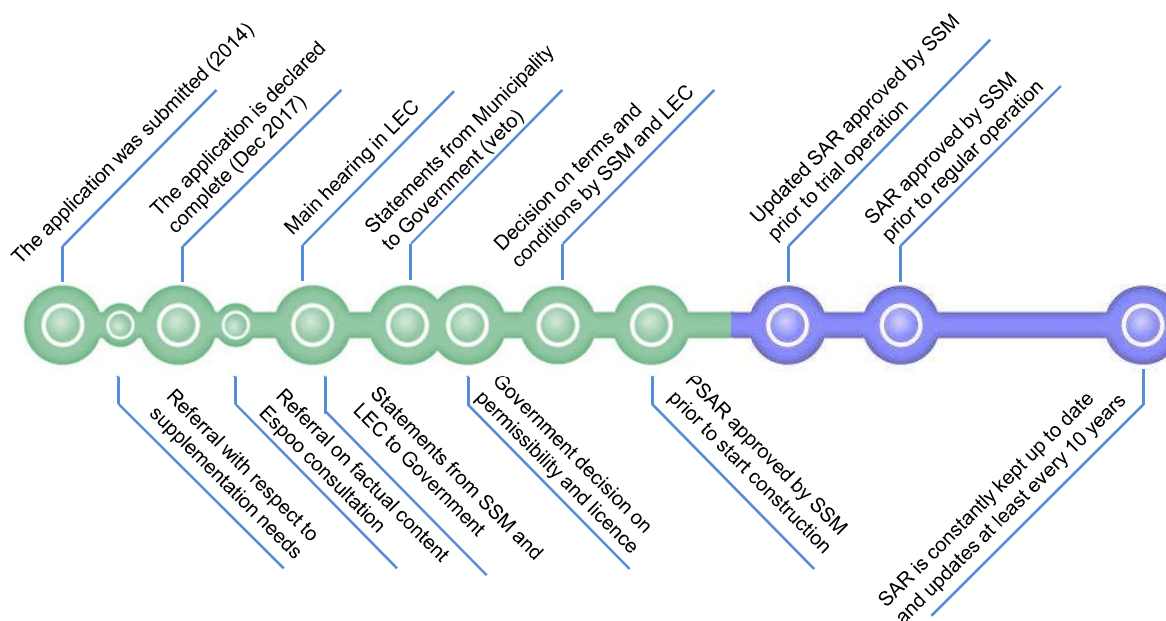 The application was submitted (2014)
The application is declared
complete (Dec 2017)
Main hearing in LEC
Statements from Municipality
to Government (veto)
Decision on terms and
conditions by SSM and LEC
Updated SAR approved by SSM
prior to trial operation
SAR approved by SSM
prior to regular operation
Referral with respect to
supplementation needs
Referral on factual content
Espoo consultation
Statements from SSM and
LEC to Government
Government decision on
permissibility and licence
PSAR approved by SSM
prior to start construction
SAR is constantly kept up to date
and updates at least every 10 years